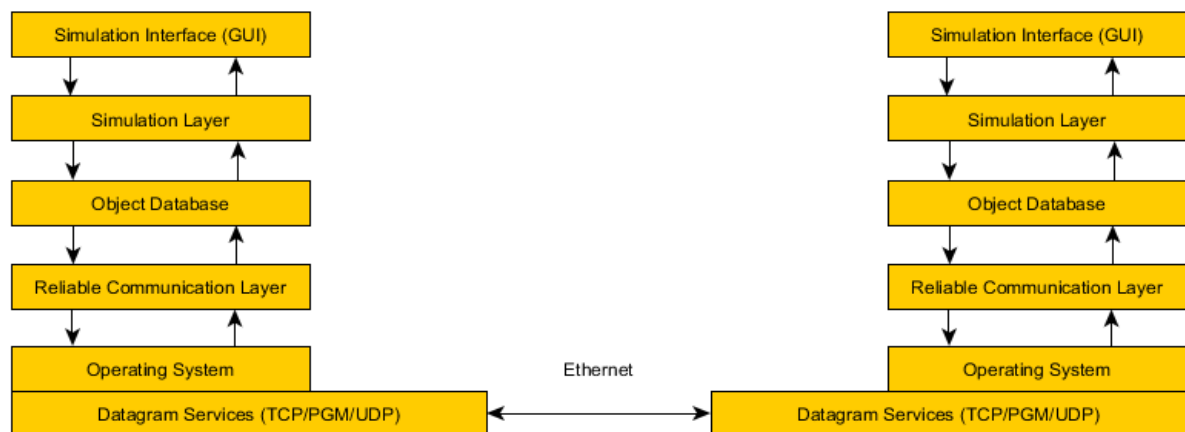 Simulation Interface (GUI)
Simulation Interface (GUI)
Simulation Layer
Simulation Layer
Object Database
Object Database
Reliable Communication Layer
Reliable Communication Layer
Operating System
Ethernet
Operating System
Datagram Services (TCP/PGM/UDP)
Datagram Services (TCP/PGM/UDP)